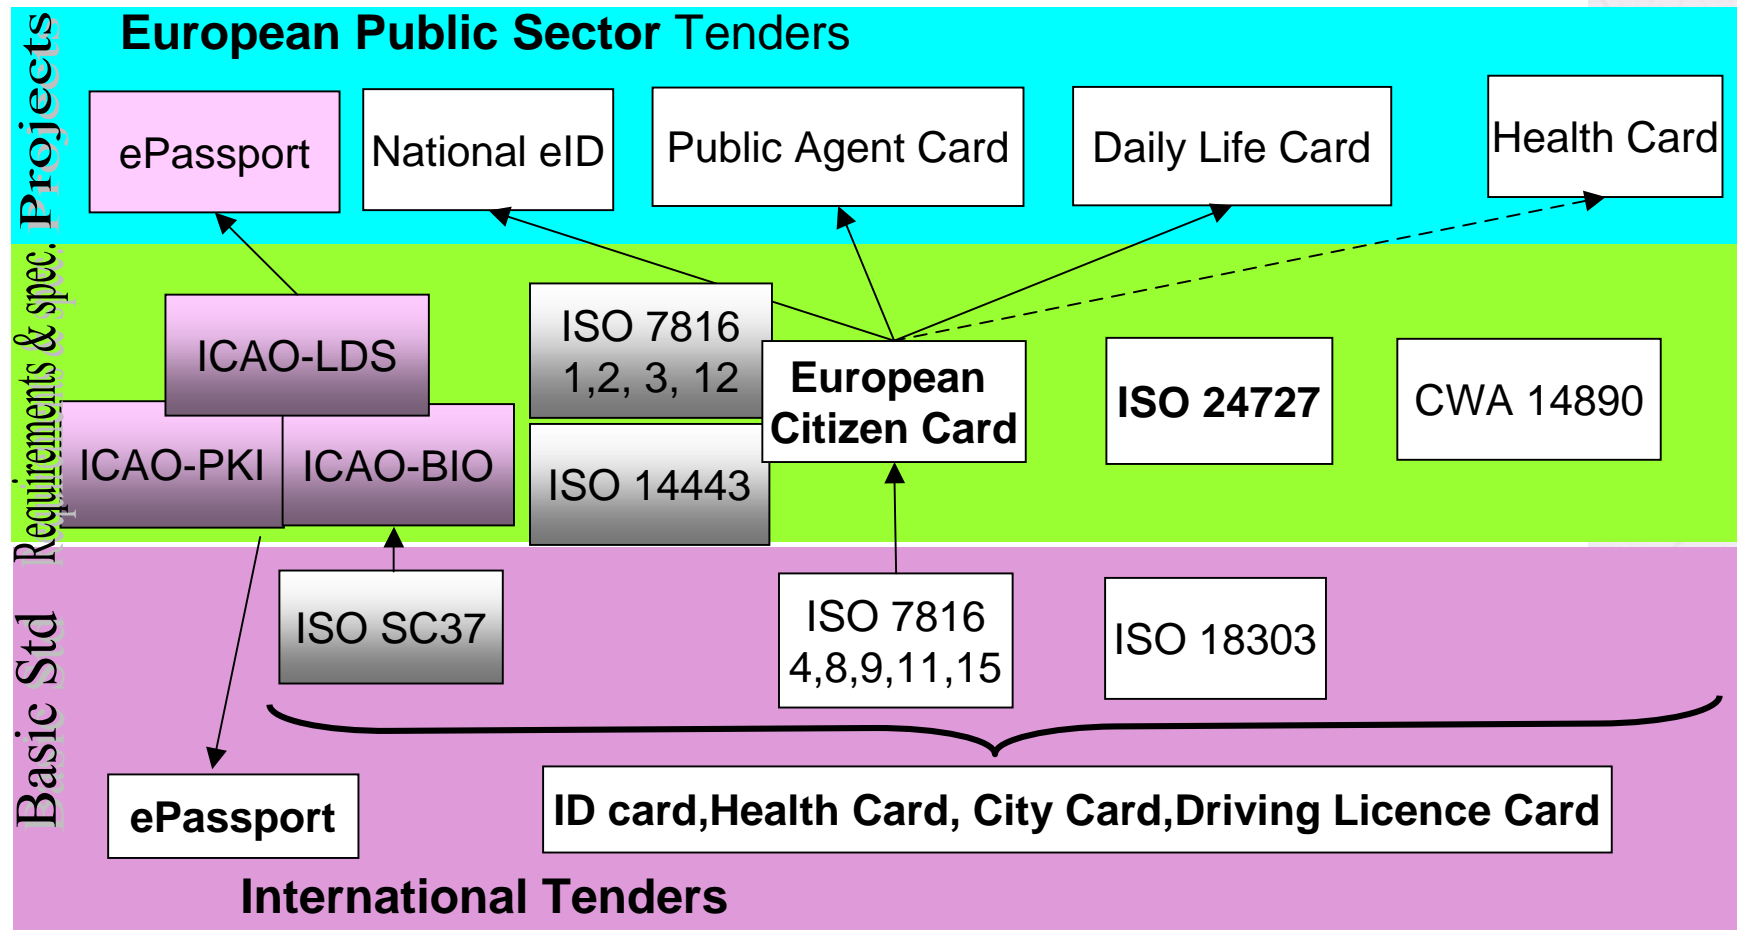 European Public Sector Tenders
Projects
ePassport
National eID
Public Agent Card
Daily Life Card
Health Card
Requirements & spec.
ICAO-LDS
ICAO-PKI
ICAO-BIO
ISO 7816
1,2, 3, 12
ISO 14443
European
Citizen Card
ISO 24727
CWA 14890
Basic Std
ISO SC37
ISO 7816
4,8,9,11,15
ISO 18303
ePassport
ID card,Health Card, City Card,Driving Licence Card
International Tenders